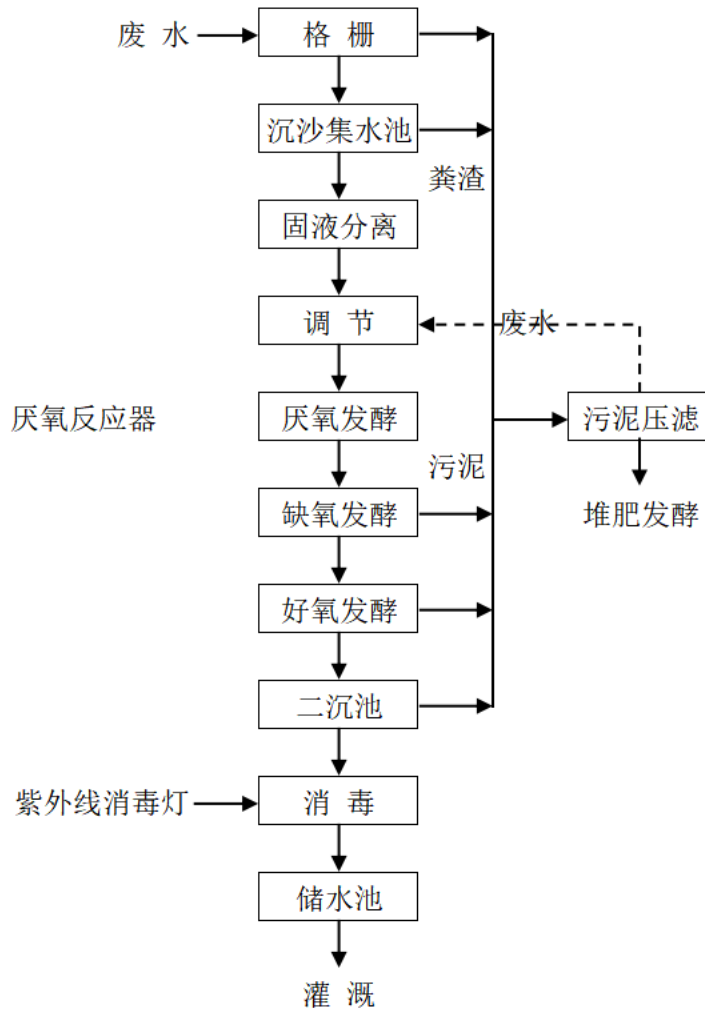 废 水
格 栅
沉沙集水池
粪渣
固液分离
调 节
废水
厌氧反应器
厌氧发酵
污泥压滤
污泥
缺氧发酵
堆肥发酵
好氧发酵
二沉池
紫外线消毒灯
消 毒
储水池
灌 溉